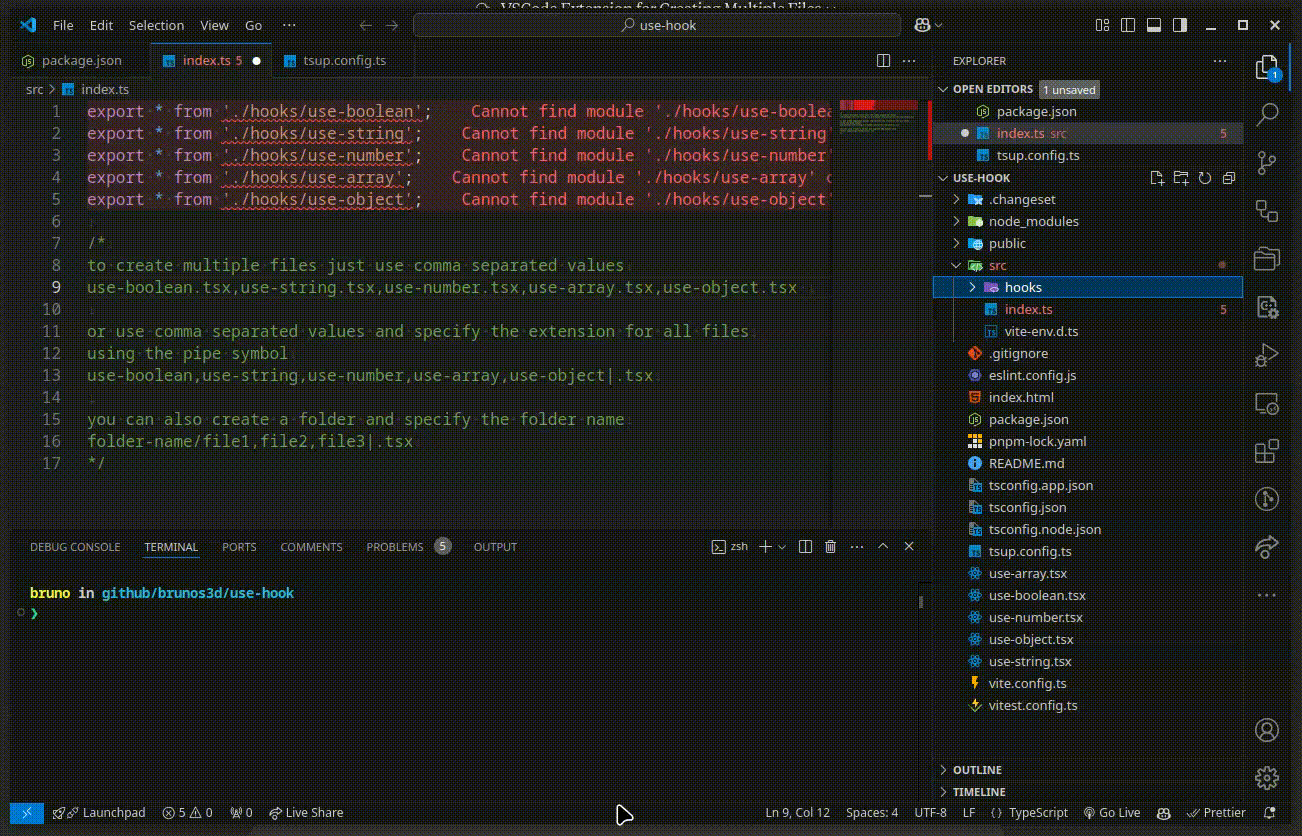 VSCode Extension for Creating Multiple Files
File Edit Selection View Go ··· use-hook
package.json index.ts 5 tsup.config.ts
src > index.ts
1 export * from './hooks/use-boolean'; Cannot find module './hooks/use-boolea
2 export * from './hooks/use-string'; Cannot find module './hooks/use-string'
3 export * from './hooks/use-number'; Cannot find module './hooks/use-number'
4 export * from './hooks/use-array'; Cannot find module './hooks/use-array' o
5 export * from './hooks/use-object'; Cannot find module './hooks/use-object'
6
7 /*
8 to create multiple files just use comma separated values
9 use-boolean.tsx,use-string.tsx,use-number.tsx,use-array.tsx,use-object.tsx
10
11 or use comma separated values and specify the extension for all files
12 using the pipe symbol
13 use-boolean,use-string,use-number,use-array,use-object|.tsx
14
15 you can also create a folder and specify the folder name
16 folder-name/file1,file2,file3|.tsx
17 */
DEBUG CONSOLE TERMINAL PORTS COMMENTS PROBLEMS 5 OUTPUT zsh
bruno in github/brunos3d/use-hook
❯
EXPLORER
OPEN EDITORS 1 unsaved
package.json
index.ts src 5
tsup.config.ts
USE-HOOK
.changeset
node_modules
public
src
hooks
index.ts 5
vite-env.d.ts
.gitignore
eslint.config.js
index.html
package.json
pnpm-lock.yaml
README.md
tsconfig.app.json
tsconfig.json
tsconfig.node.json
tsup.config.ts
use-array.tsx
use-boolean.tsx
use-number.tsx
use-object.tsx
use-string.tsx
vite.config.ts
vitest.config.ts
OUTLINE
TIMELINE
1
Launchpad 5 0 0 Live Share Ln 9, Col 12 Spaces: 4 UTF-8 LF {} TypeScript Go Live Prettier